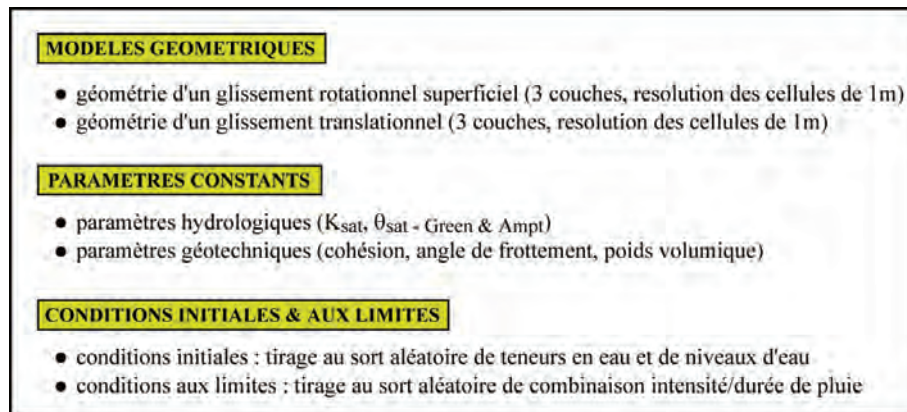 MODELES GEOMETRIQUES
● géométrie d'un glissement rotationnel superficiel (3 couches, resolution des cellules de 1m)
● géométrie d'un glissement translationnel (3 couches, resolution des cellules de 1m)
PARAMETRES CONSTANTS
● paramètres hydrologiques (Ksat, θsat - Green & Ampt)
● paramètres géotechniques (cohésion, angle de frottement, poids volumique)
CONDITIONS INITIALES & AUX LIMITES
● conditions initiales : tirage au sort aléatoire de teneurs en eau et de niveaux d'eau
● conditions aux limites : tirage au sort aléatoire de combinaison intensité/durée de pluie